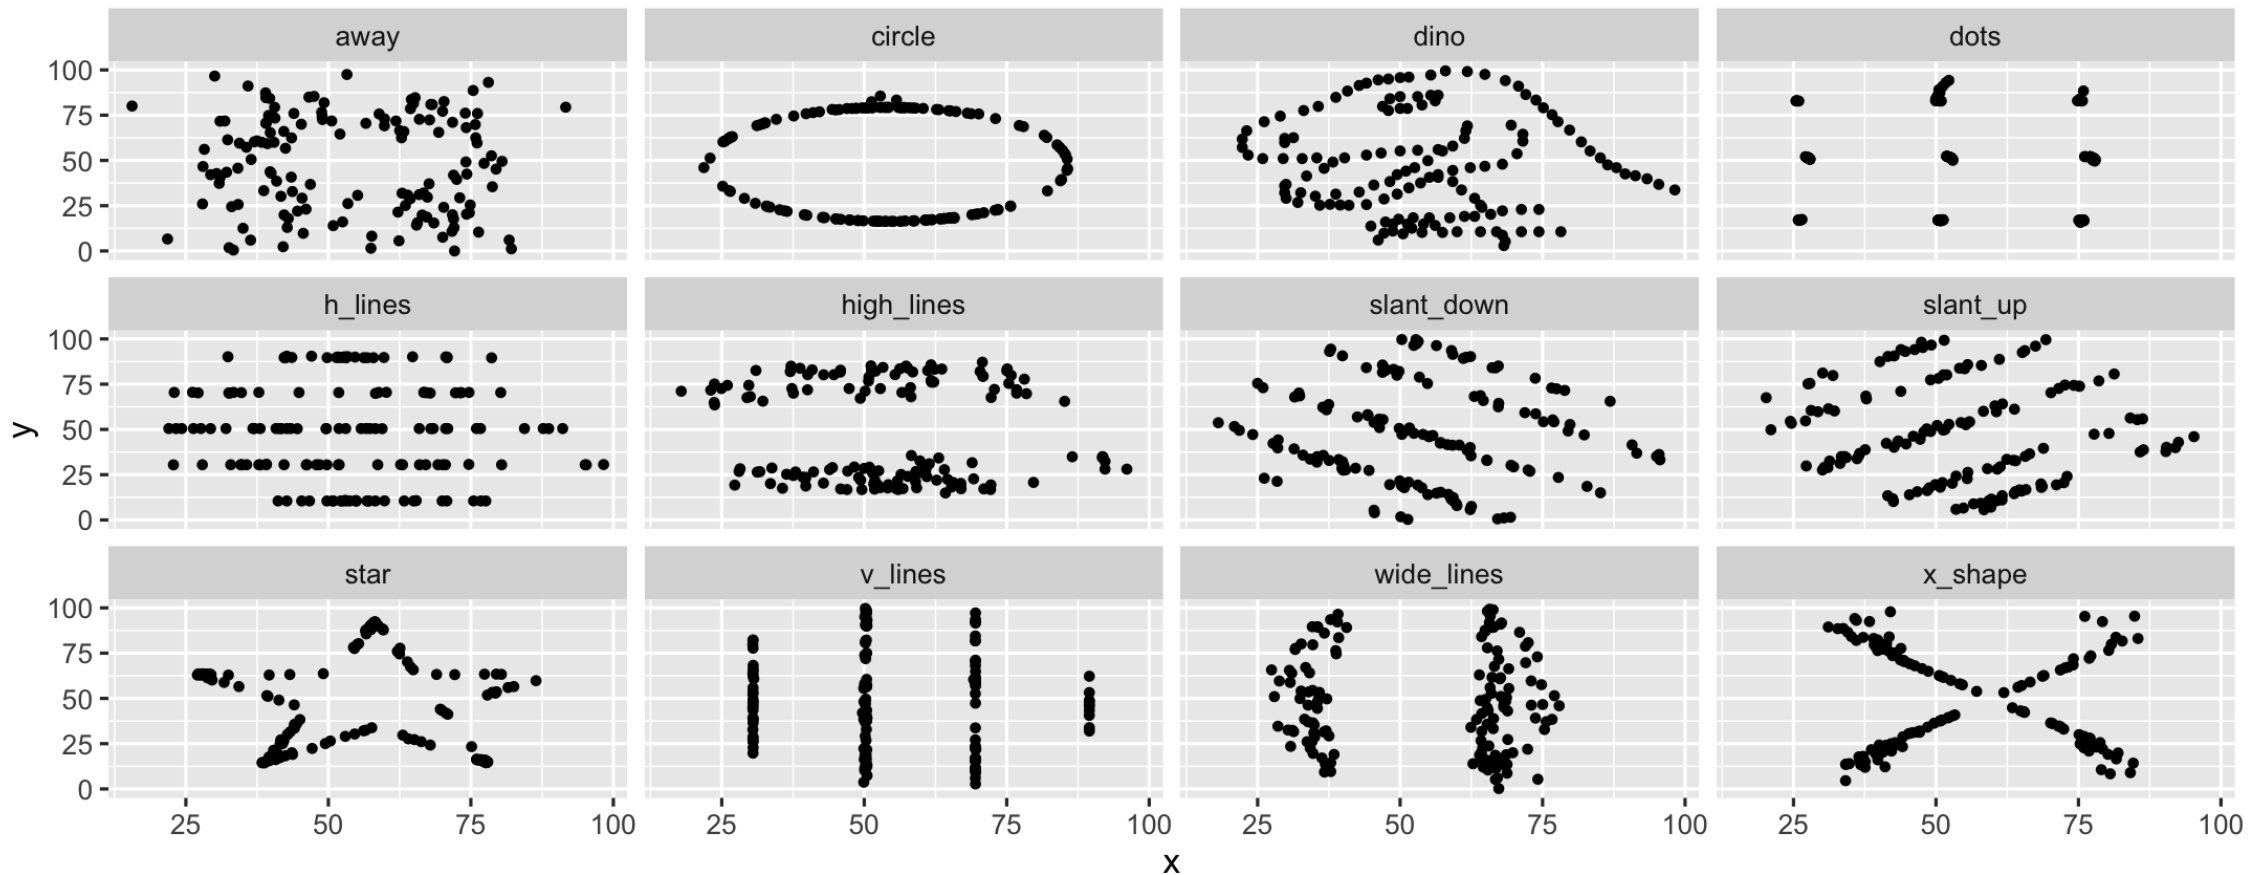 away circle dino dots
100
75
50
25
0
h_lines high_lines slant_down slant_up
100
75
50
25
0
y
star v_lines wide_lines x_shape
100
75
50
25
0
25 50 75 100 25 50 75 100 25 50 75 100 25 50 75 100
x